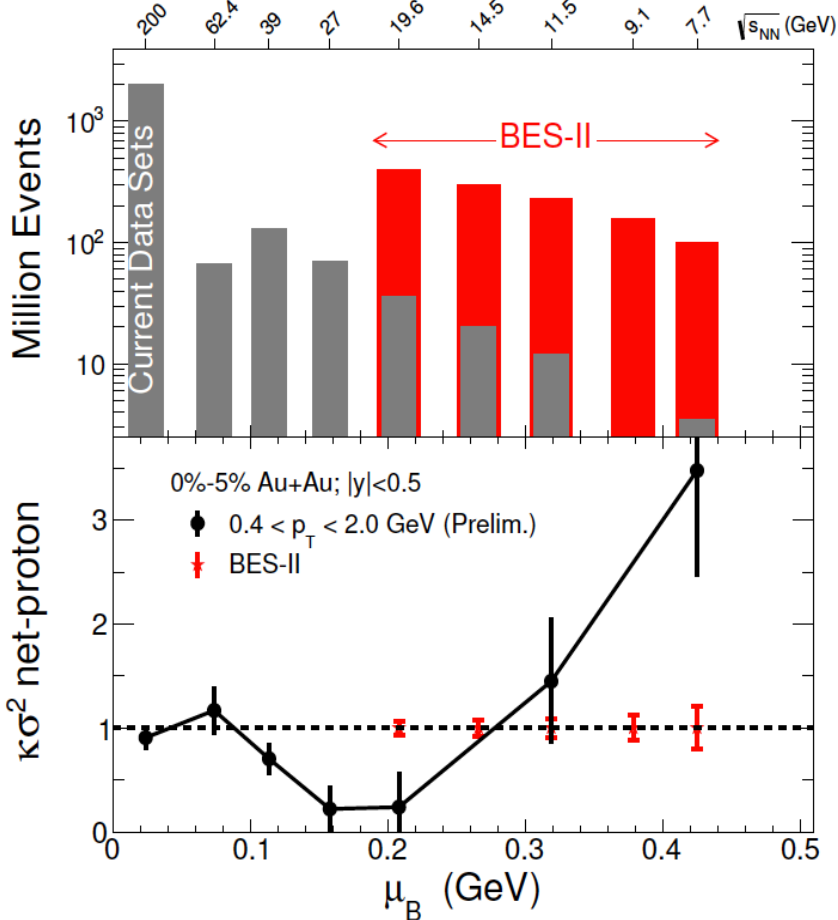 200 62.4 39 27 19.6 14.5 11.5 9.1 7.7 √s_NN (GeV)
Million Events
10³
10²
10
Current Data Sets
BES-II
κσ² net-proton
3
2
1
0
0%-5% Au+Au; |y|<0.5
0.4 < p_T < 2.0 GeV (Prelim.)
BES-II
0 0.1 0.2 0.3 0.4 0.5
μ_B (GeV)